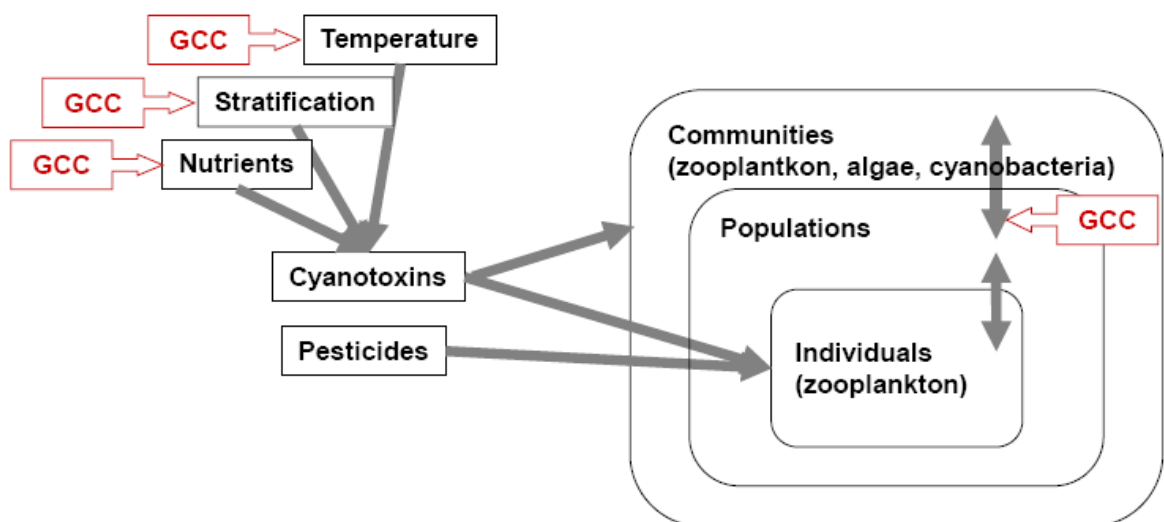 GCC
Temperature
GCC
Stratification
GCC
Nutrients
Communities
(zooplantkon, algae, cyanobacteria)
Populations
GCC
Cyanotoxins
Pesticides
Individuals
(zooplankton)